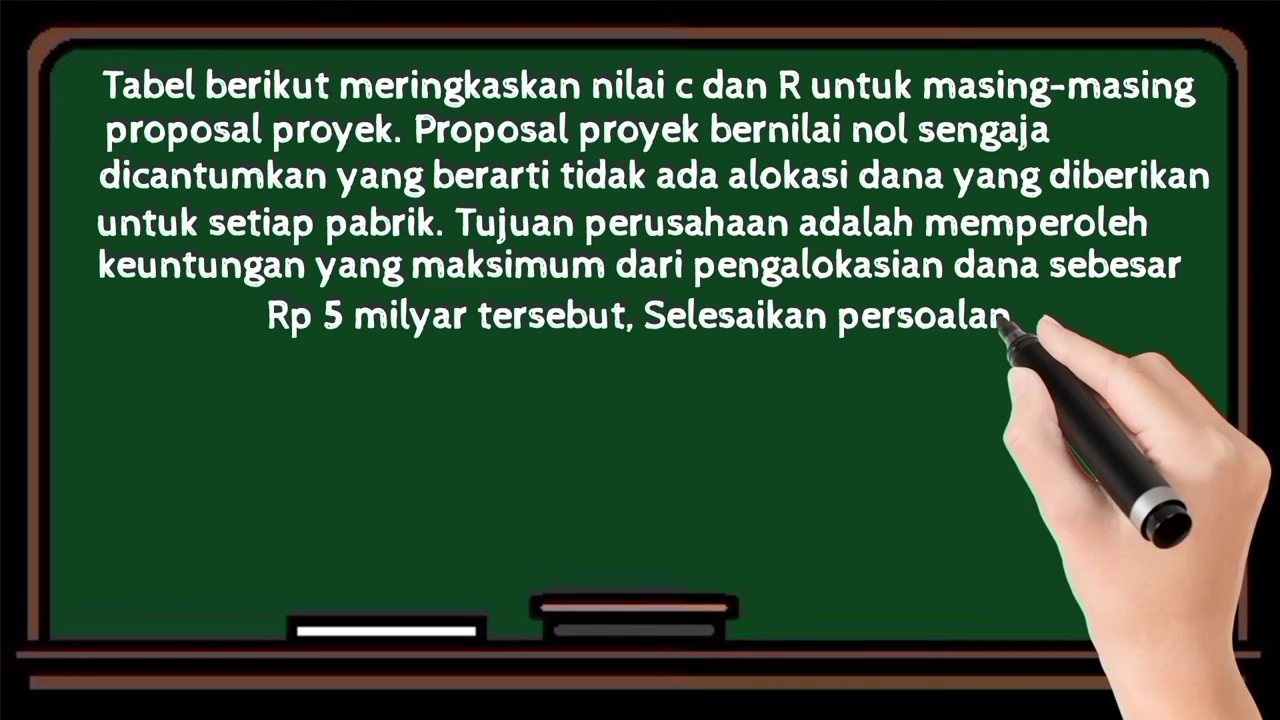 Tabel berikut meringkaskan nilai c dan R untuk masing-masing
proposal proyek. Proposal proyek bernilai nol sengaja
dicantumkan yang berarti tidak ada alokasi dana yang diberikan
untuk setiap pabrik. Tujuan perusahaan adalah memperoleh
keuntungan yang maksimum dari pengalokasian dana sebesar
Rp 5 milyar tersebut, Selesaikan persoalan